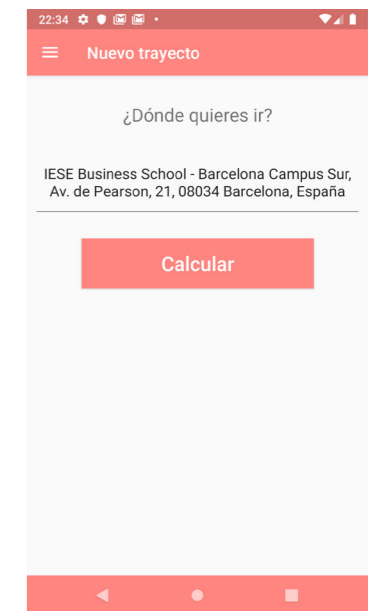 22:34
Nuevo trayecto
¿Dónde quieres ir?
IESE Business School - Barcelona Campus Sur,
Av. de Pearson, 21, 08034 Barcelona, España
Calcular